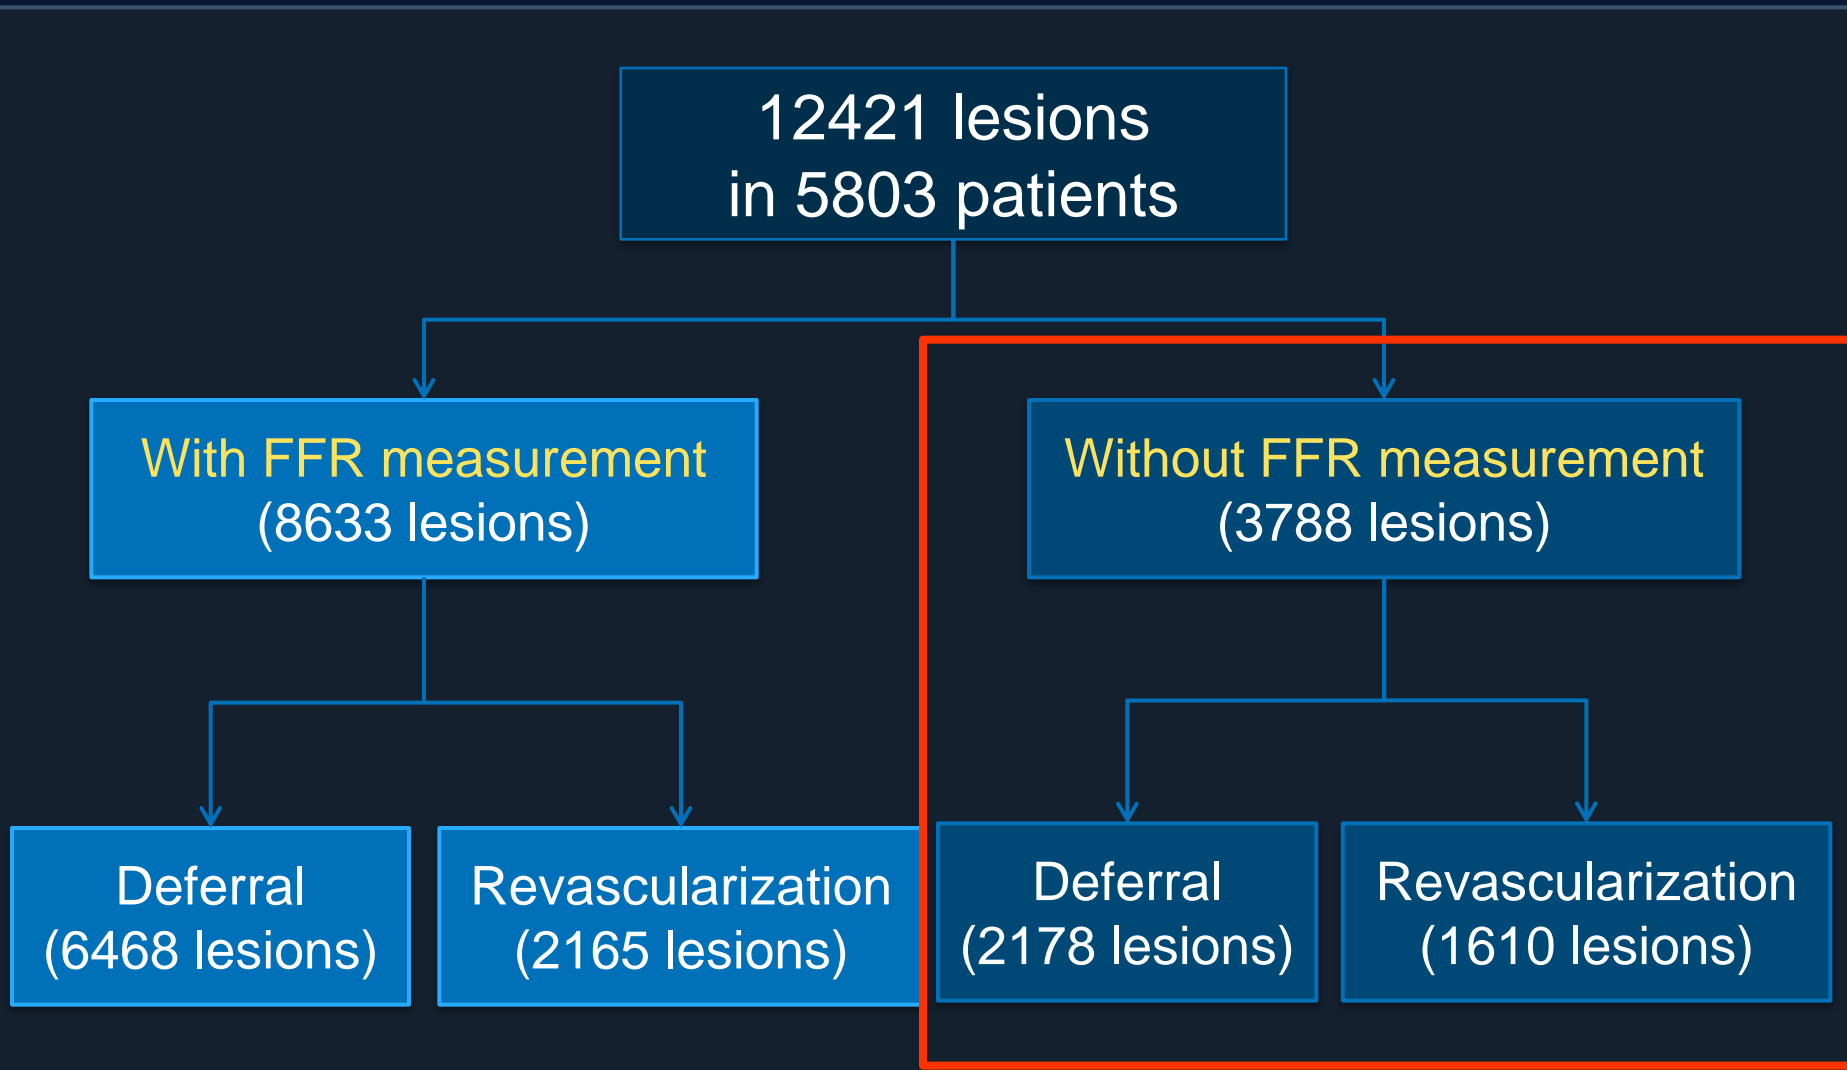 12421 lesions
in 5803 patients
With FFR measurement
(8633 lesions)
Without FFR measurement
(3788 lesions)
Deferral
(6468 lesions)
Revascularization
(2165 lesions)
Deferral
(2178 lesions)
Revascularization
(1610 lesions)